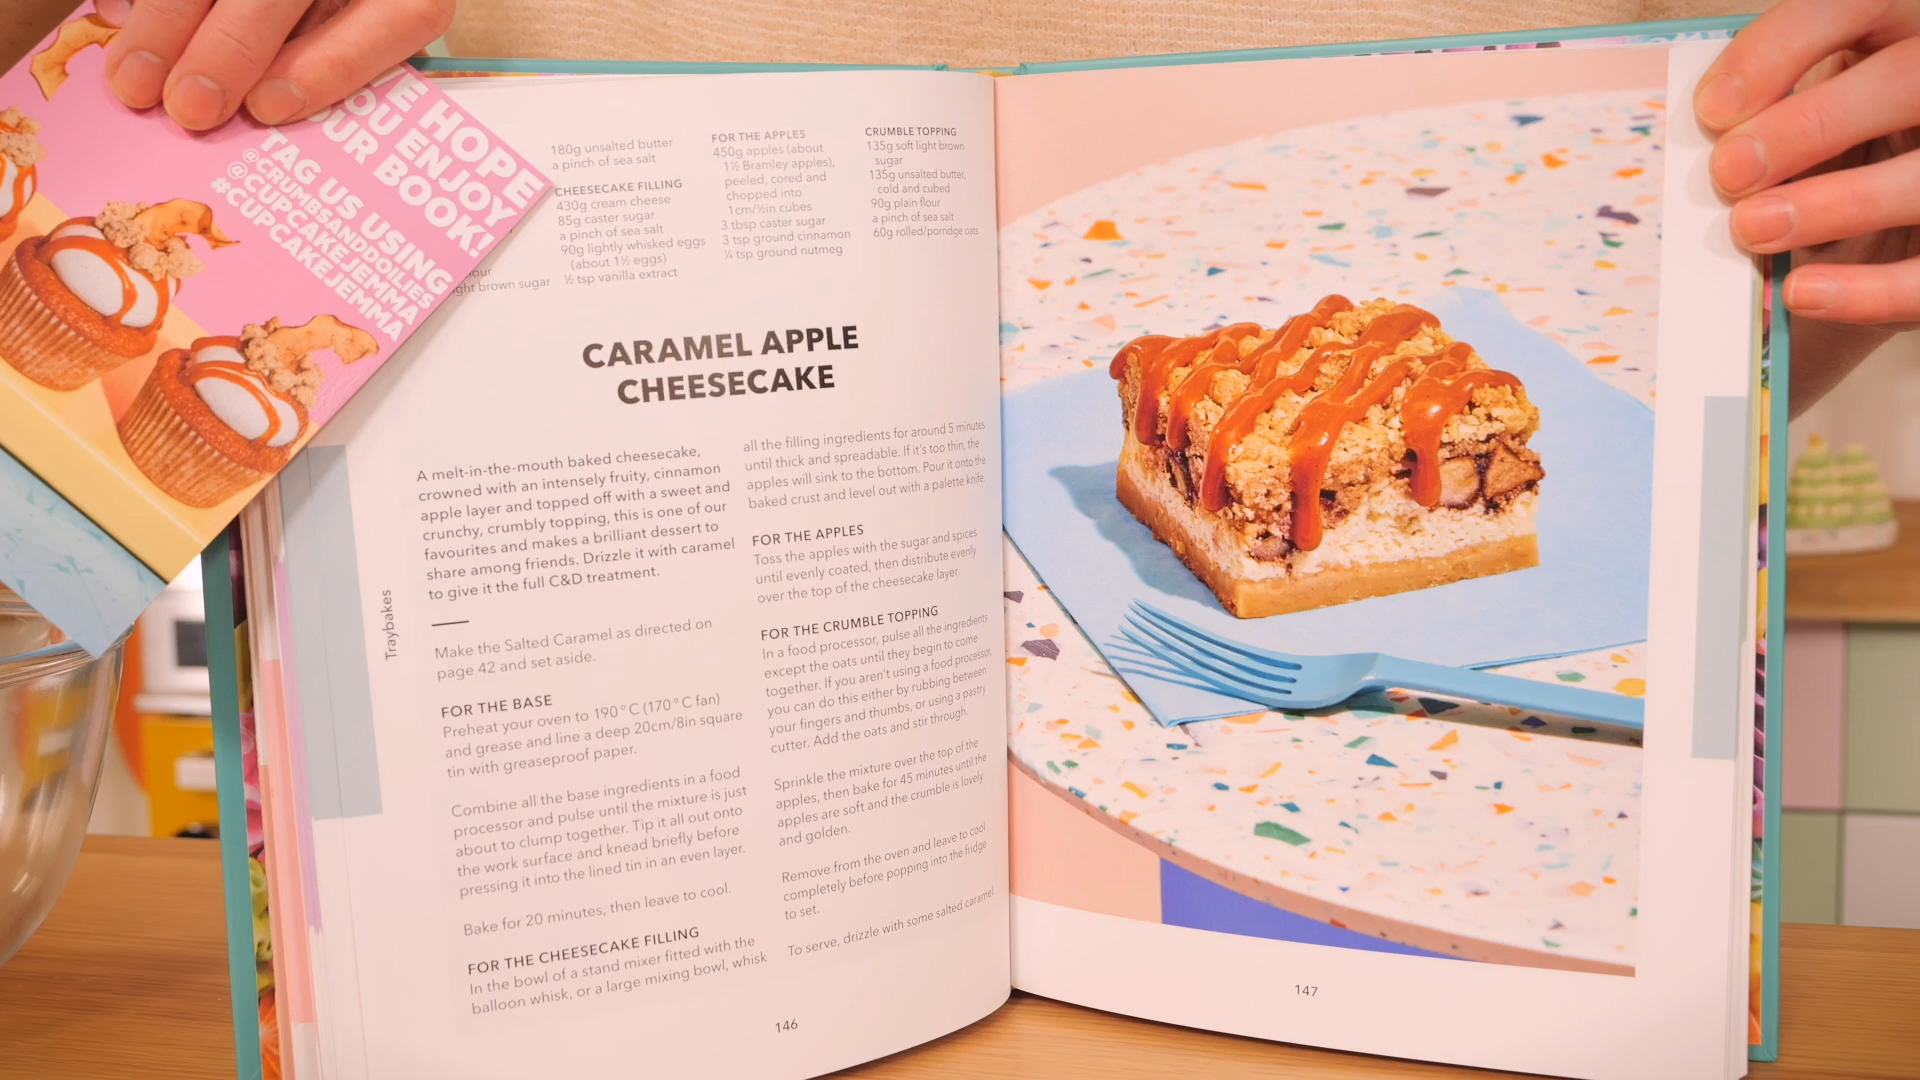 WE HOPE
YOU ENJOY
OUR BOOK!
TAG US USING
@CRUMBSANDDOILIES
@CUPCAKEJEMMA
#CUPCAKEJEMMA
ght brown sugar
180g unsalted butter
a pinch of sea salt
CHEESECAKE FILLING
430g cream cheese
85g caster sugar
a pinch of sea salt
90g lightly whisked eggs
(about 1½ eggs)
½ tsp vanilla extract
FOR THE APPLES
450g apples (about
1½ Bramley apples),
peeled, cored and
chopped into
1cm/½in cubes
3 tbsp caster sugar
3 tsp ground cinnamon
¼ tsp ground nutmeg
CRUMBLE TOPPING
135g soft light brown
sugar
135g unsalted butter,
cold and cubed
90g plain flour
a pinch of sea salt
60g rolled/porridge oats
CARAMEL APPLE
CHEESECAKE
A melt-in-the-mouth baked cheesecake,
crowned with an intensely fruity, cinnamon
apple layer and topped off with a sweet and
crunchy, crumbly topping, this is one of our
favourites and makes a brilliant dessert to
share among friends. Drizzle it with caramel
to give it the full C&D treatment.
Make the Salted Caramel as directed on
page 42 and set aside.
FOR THE BASE
Preheat your oven to 190°C (170°C fan)
and grease and line a deep 20cm/8in square
tin with greaseproof paper.
Combine all the base ingredients in a food
processor and pulse until the mixture is just
about to clump together. Tip it all out onto
the work surface and knead briefly before
pressing it into the lined tin in an even layer.
Bake for 20 minutes, then leave to cool.
FOR THE CHEESECAKE FILLING
In the bowl of a stand mixer fitted with the
balloon whisk, or a large mixing bowl, whisk
all the filling ingredients for around 5 minutes
until thick and spreadable. If it's too thin, the
apples will sink to the bottom. Pour it onto the
baked crust and level out with a palette knife.
FOR THE APPLES
Toss the apples with the sugar and spices
until evenly coated, then distribute evenly
over the top of the cheesecake layer.
FOR THE CRUMBLE TOPPING
In a food processor, pulse all the ingredients
except the oats until they begin to come
together. If you aren't using a food processor,
you can do this either by rubbing between
your fingers and thumbs, or using a pastry
cutter. Add the oats and stir through.
Sprinkle the mixture over the top of the
apples, then bake for 45 minutes until the
apples are soft and the crumble is lovely
and golden.
Remove from the oven and leave to cool
completely before popping into the fridge
to set.
To serve, drizzle with some salted caramel
Traybakes
146
147